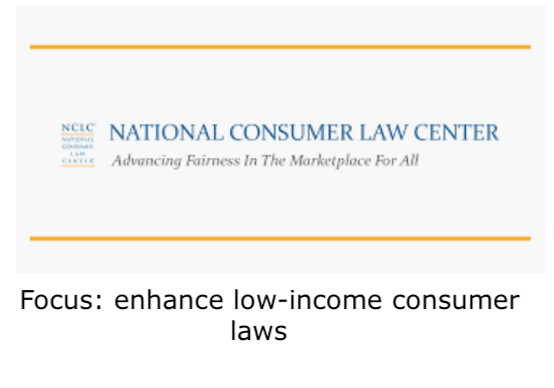 NCLC®
NATIONAL
CONSUMER
LAW
CENTER
NATIONAL CONSUMER LAW CENTER
Advancing Fairness In The Marketplace For All
Focus: enhance low-income consumer
laws